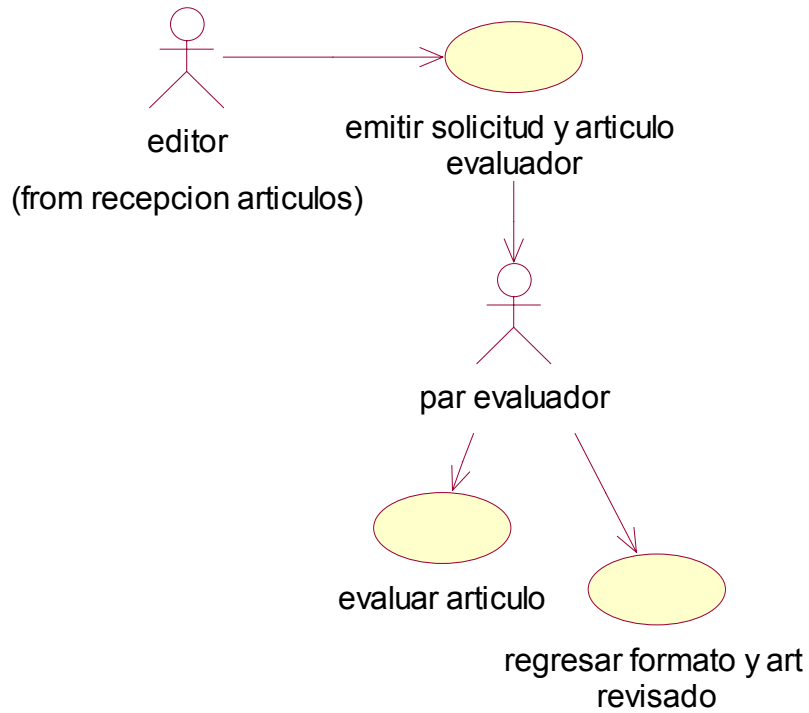 editor
(from recepcion articulos)
emitir solicitud y articulo
evaluador
par evaluador
evaluar articulo
regresar formato y art
revisado